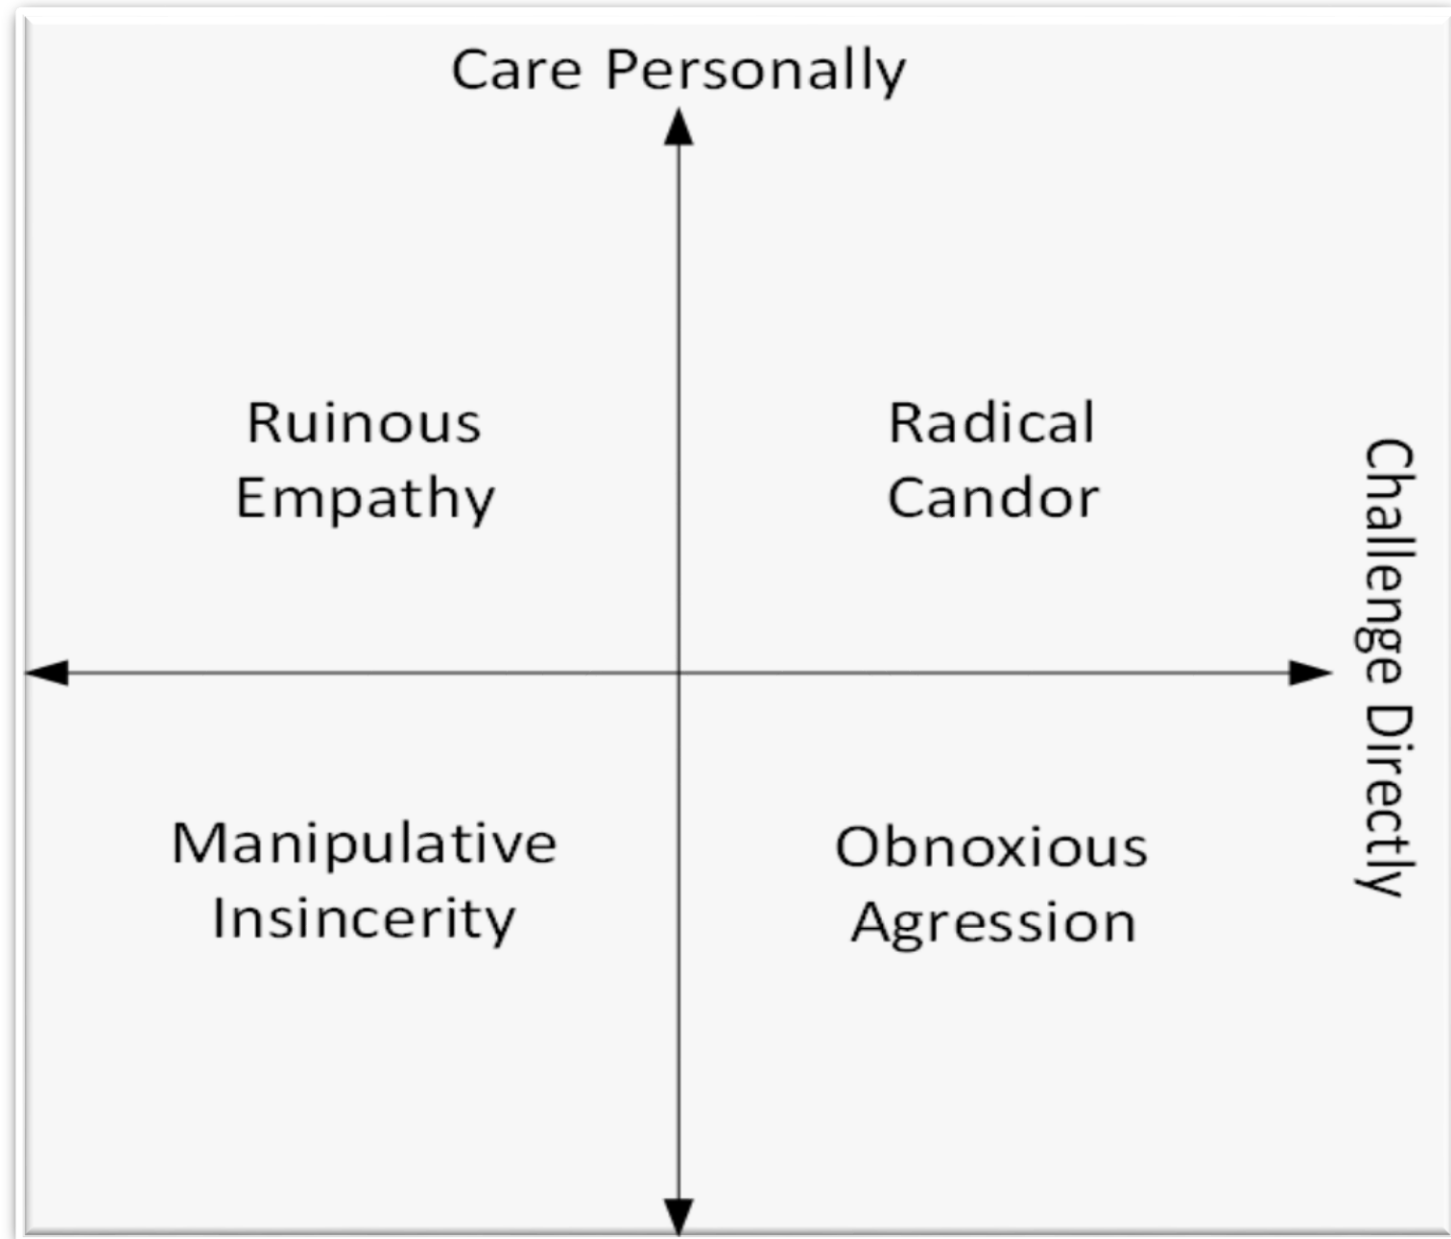 Care Personally
Ruinous
Empathy
Radical
Candor
Challenge Directly
Manipulative
Insincerity
Obnoxious
Agression